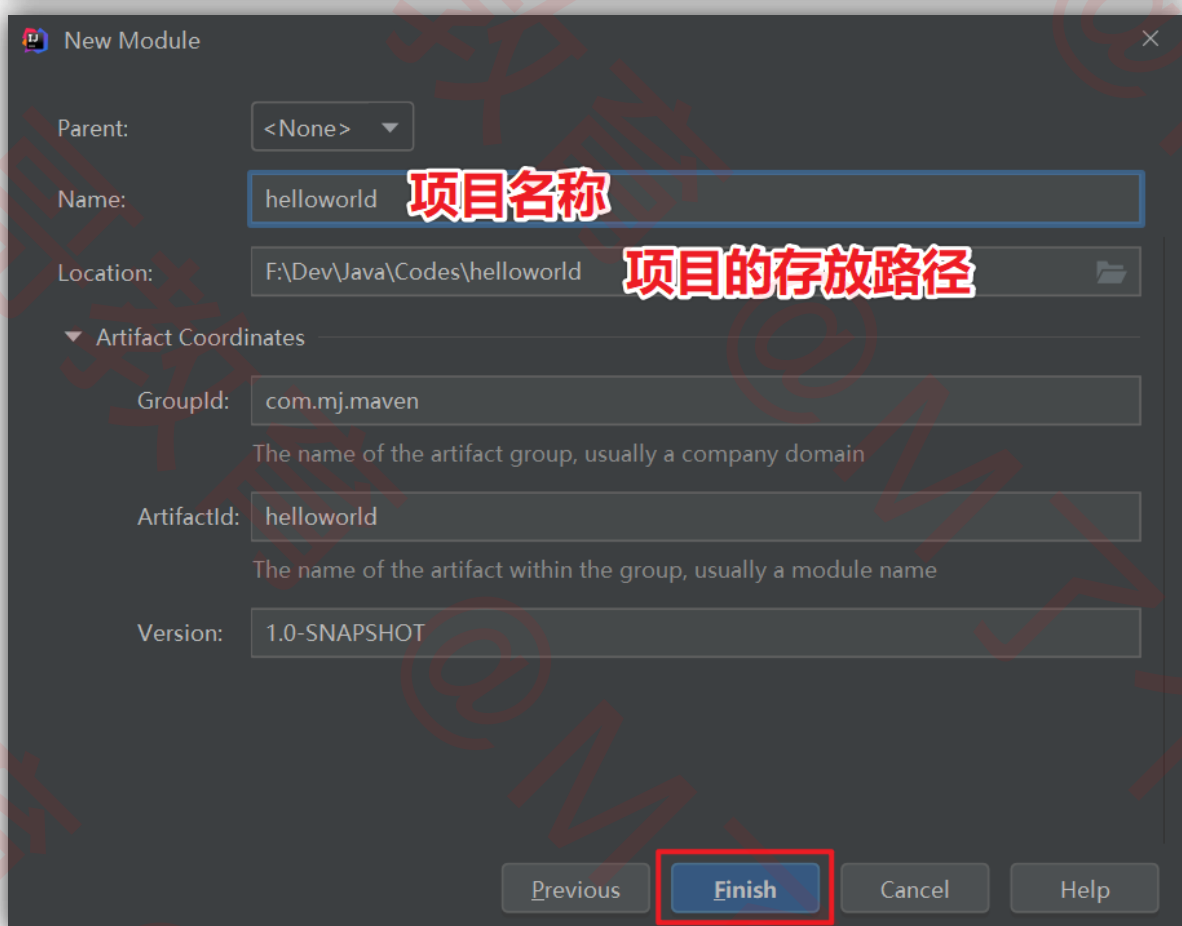 New Module
Parent: <None>
Name: helloworld 项目名称
Location: F:\Dev\Java\Codes\helloworld 项目的存放路径
Artifact Coordinates
GroupId: com.mj.maven
The name of the artifact group, usually a company domain
ArtifactId: helloworld
The name of the artifact within the group, usually a module name
Version: 1.0-SNAPSHOT
Previous Finish Cancel Help